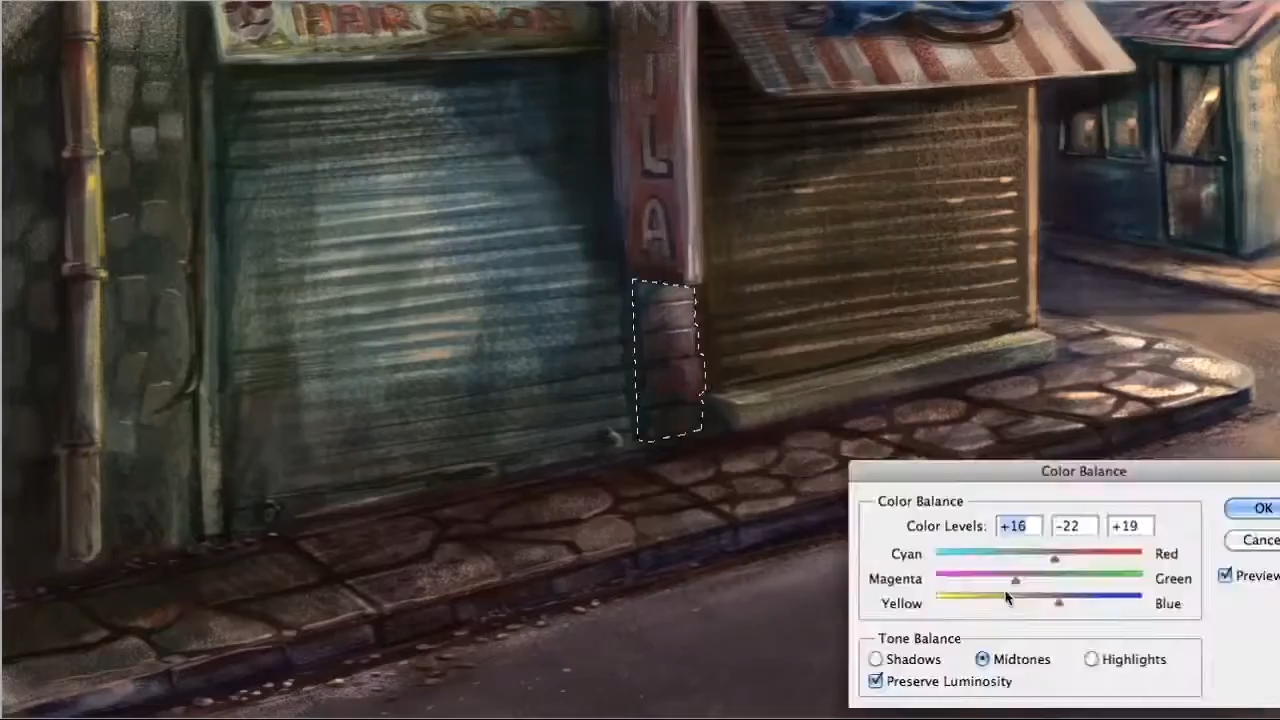 HAIR SALON
N
I
L
A
Color Balance
Color Balance
Color Levels: +16 -22 +19
Cyan Red
Magenta Green
Yellow Blue
Tone Balance
Shadows Midtones Highlights
Preserve Luminosity
OK
Cance
Preview